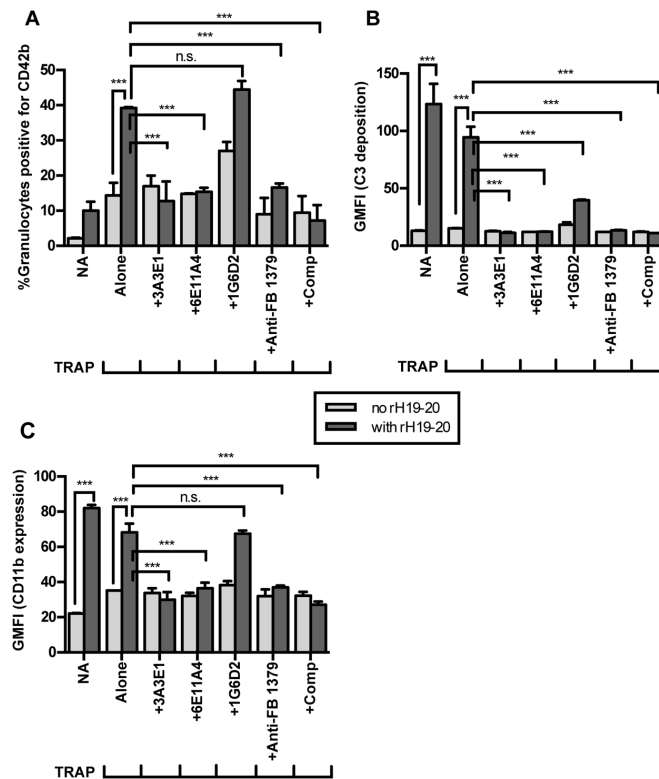 A
%Granulocytes positive for CD42b
50
40
30
20
10
0
***
***
n.s.
***
***
***
NA
Alone
+3A3E1
+6E11A4
+1G6D2
+Anti-FB 1379
+Comp
TRAP
B
GMFI (C3 deposition)
150
100
50
0
***
***
***
***
***
***
***
NA
Alone
+3A3E1
+6E11A4
+1G6D2
+Anti-FB 1379
+Comp
TRAP
no rH19-20
with rH19-20
C
GMFI (CD11b expression)
100
80
60
40
20
0
***
***
n.s.
***
***
***
***
NA
Alone
+3A3E1
+6E11A4
+1G6D2
+Anti-FB 1379
+Comp
TRAP